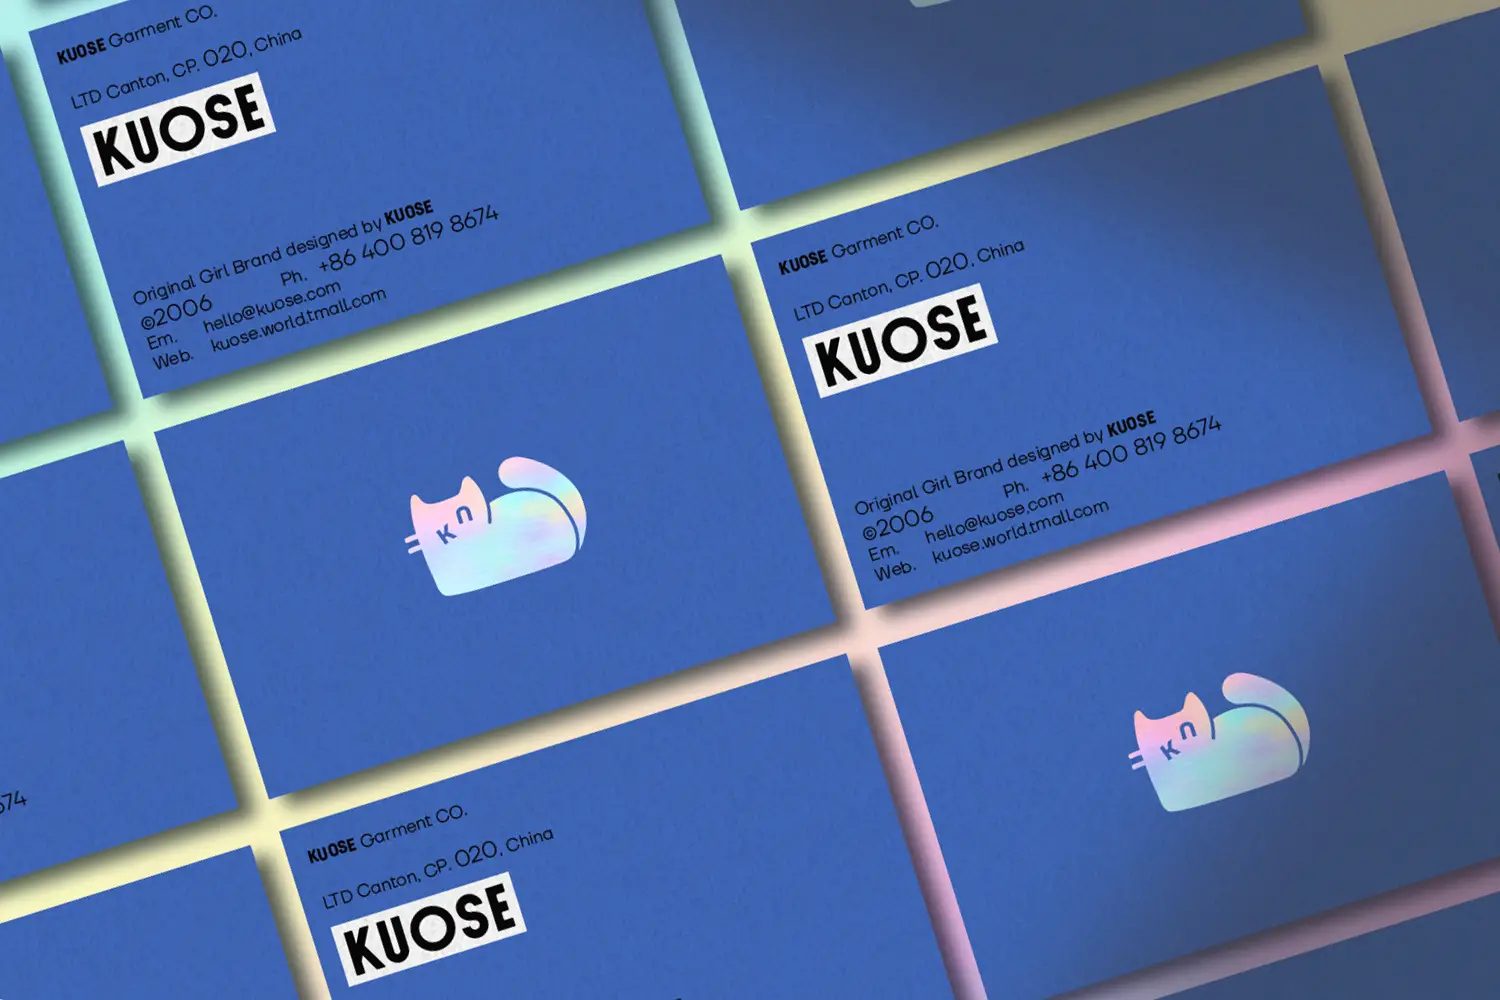 KUOSE Garment CO.
LTD Canton, CP. 020, China
KUOSE
Original Girl Brand designed by KUOSE
©2006 Ph. +86 400 819 8674
Em. hello@kuose.com
Web. kuose.world.tmall.com
KUOSE Garment CO.
LTD Canton, CP. 020, China
KUOSE
Original Girl Brand designed by KUOSE
©2006 Ph. +86 400 819 8674
Em. hello@kuose.com
Web. kuose.world.tmall.com
K U
K U
674
KUOSE Garment CO.
LTD Canton, CP. 020, China
KUOSE